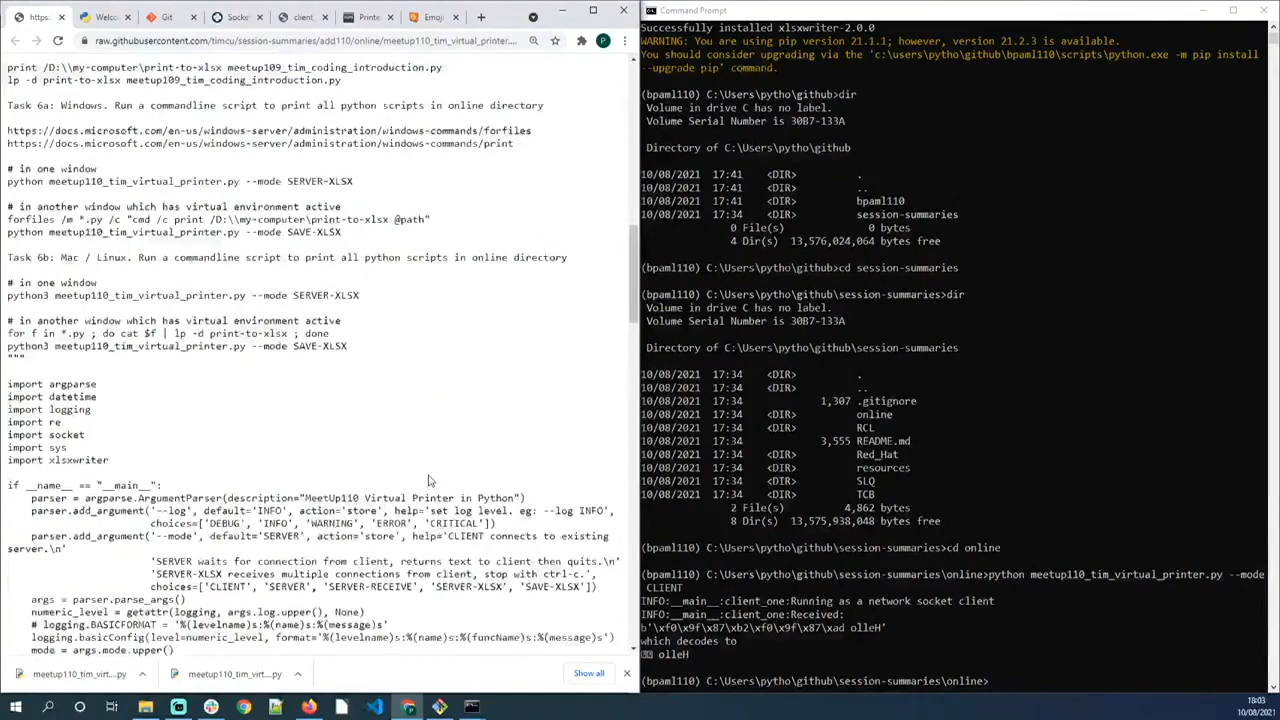 https:
Welco
Git
Socke
client,
Printe
Emoji
raw.githubusercontent.com/timcu/session-summaries/add110/online/meetup110_tim_virtual_printer....
print /D:\\computer\print-to-xlsx meetup109_tim_coding_introduction.py
lp -d print-to-xlsx meetup109_tim_coding_introduction.py
Task 6a: Windows. Run a commandline script to print all python scripts in online directory
https://docs.microsoft.com/en-us/windows-server/administration/windows-commands/forfiles
https://docs.microsoft.com/en-us/windows-server/administration/windows-commands/print
# in one window
python meetup110_tim_virtual_printer.py --mode SERVER-XLSX
# in another window which has virtual environment active
forfiles /m *.py /c "cmd /c print /D:\\my-computer\print-to-xlsx @path"
python meetup110_tim_virtual_printer.py --mode SAVE-XLSX
Task 6b: Mac / Linux. Run a commandline script to print all python scripts in online directory
# in one window
python3 meetup110_tim_virtual_printer.py --mode SERVER-XLSX
# in another window which has virtual environment active
for f in *.py ; do cat $f | lp -d print-to-xlsx ; done
python3 meetup110_tim_virtual_printer.py --mode SAVE-XLSX
"""
import argparse
import datetime
import logging
import re
import socket
import sys
import xlsxwriter
if __name__ == "__main__":
parser = argparse.ArgumentParser(description="MeetUp110 Virtual Printer in Python")
parser.add_argument('--log', default='INFO', action='store', help='set log level. eg: --log INFO',
choices=['DEBUG', 'INFO', 'WARNING', 'ERROR', 'CRITICAL'])
parser.add_argument('--mode', default='SERVER', action='store', help='CLIENT connects to existing
server.\n'
'SERVER waits for connection from client, returns text to client then quits.\n'
'SERVER-XLSX receives multiple connections from client, stop with ctrl-c.',
choices=['CLIENT', 'SERVER', 'SERVER-RECEIVE', 'SERVER-XLSX', 'SAVE-XLSX'])
args = parser.parse_args()
numeric_level = getattr(logging, args.log.upper(), None)
# logging.BASICFORMAT = '%(levelname)s:%(name)s:%(message)s'
logging.basicConfig(level=numeric_level, format='%(levelname)s:%(name)s:%(funcName)s:%(message)s')
mode = args.mode.upper()
meetup110_tim_virt....py
meetup110_tim_virt....py
Show all
Command Prompt
Successfully installed xlsxwriter-2.0.0
WARNING: You are using pip version 21.1.1; however, version 21.2.3 is available.
You should consider upgrading via the 'c:\users\pytho\github\bpaml110\scripts\python.exe -m pip install
--upgrade pip' command.
(bpaml110) C:\Users\pytho\github>dir
Volume in drive C has no label.
Volume Serial Number is 30B7-133A
Directory of C:\Users\pytho\github
10/08/2021 17:41 <DIR> .
10/08/2021 17:41 <DIR> ..
10/08/2021 17:41 <DIR> bpaml110
10/08/2021 17:34 <DIR> session-summaries
0 File(s) 0 bytes
4 Dir(s) 13,576,024,064 bytes free
(bpaml110) C:\Users\pytho\github>cd session-summaries
(bpaml110) C:\Users\pytho\github\session-summaries>dir
Volume in drive C has no label.
Volume Serial Number is 30B7-133A
Directory of C:\Users\pytho\github\session-summaries
10/08/2021 17:34 <DIR> .
10/08/2021 17:34 <DIR> ..
10/08/2021 17:34 1,307 .gitignore
10/08/2021 17:34 <DIR> online
10/08/2021 17:34 <DIR> RCL
10/08/2021 17:34 3,555 README.md
10/08/2021 17:34 <DIR> Red_Hat
10/08/2021 17:34 <DIR> resources
10/08/2021 17:34 <DIR> SLQ
10/08/2021 17:34 <DIR> TCB
2 File(s) 4,862 bytes
8 Dir(s) 13,575,938,048 bytes free
(bpaml110) C:\Users\pytho\github\session-summaries>cd online
(bpaml110) C:\Users\pytho\github\session-summaries\online>python meetup110_tim_virtual_printer.py --mode
CLIENT
INFO:__main__:client_one:Running as a network socket client
INFO:__main__:client_one:Received:
b'\xf0\x9f\x87\xb2\xf0\x9f\x87\xad olleH'
which decodes to
olleH
(bpaml110) C:\Users\pytho\github\session-summaries\online>
18:03
10/08/2021